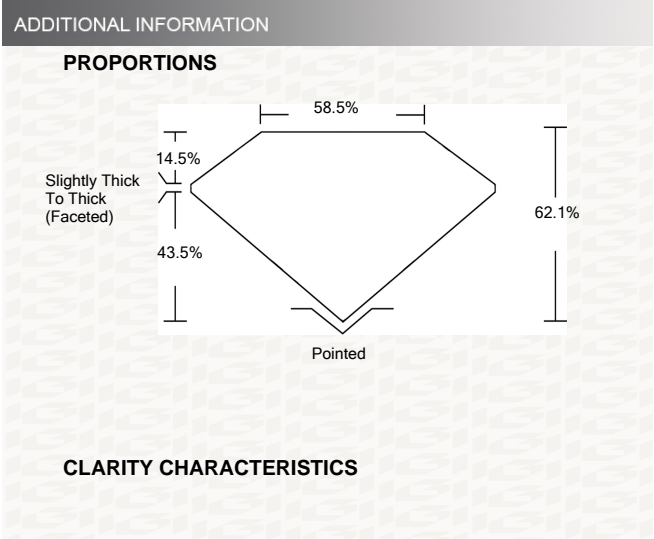 ADDITIONAL INFORMATION
PROPORTIONS
58.5%
14.5%
Slightly Thick
To Thick
(Faceted)
62.1%
43.5%
Pointed
CLARITY CHARACTERISTICS